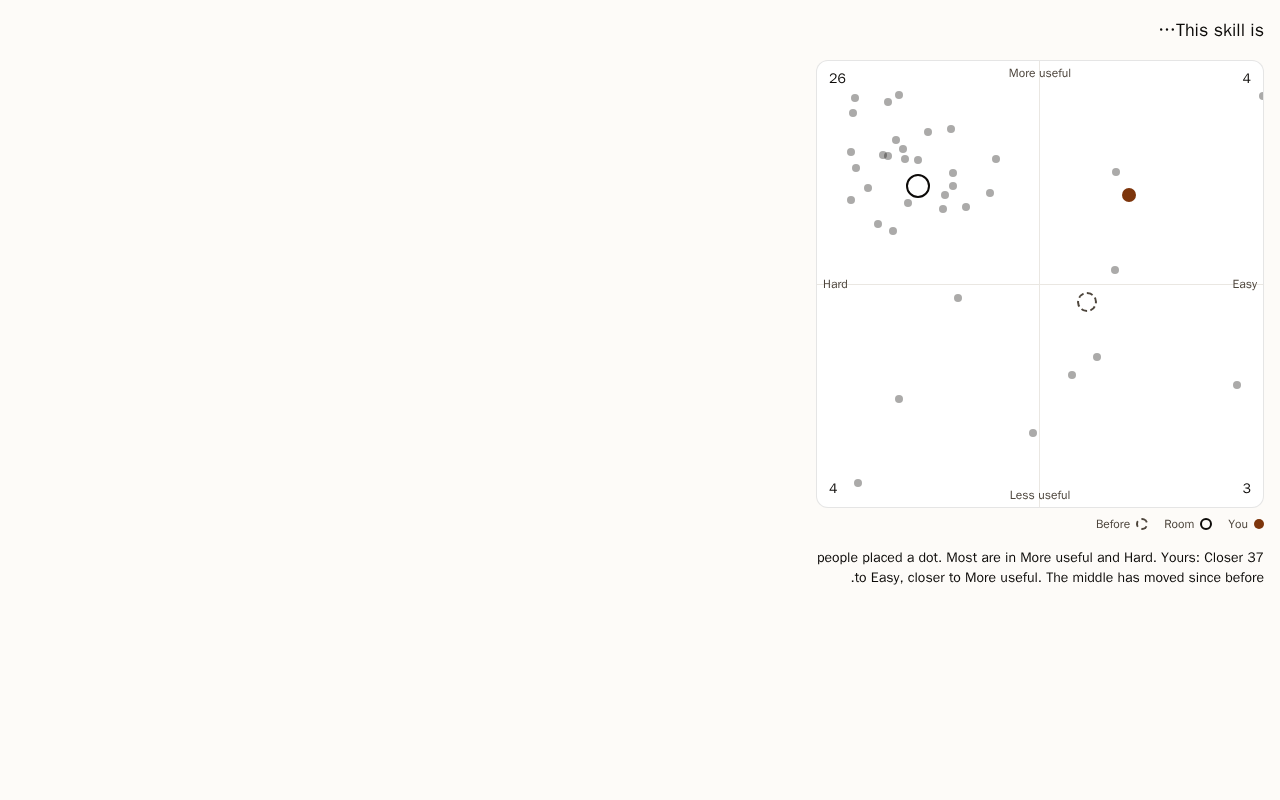 This skill is…
26
More useful
4
Hard
Easy
4
Less useful
3
You
Room
Before
37 people placed a dot. Most are in More useful and Hard. Yours: Closer
to Easy, closer to More useful. The middle has moved since before.